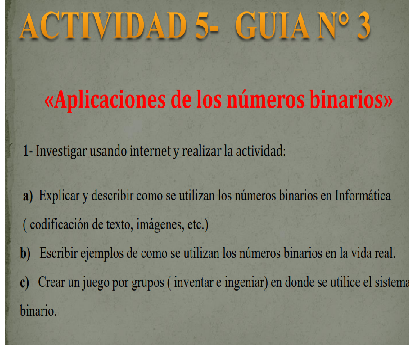 ACTIVIDAD 5- GUIA N° 3
«Aplicaciones de los números binarios»
1- Investigar usando internet y realizar la actividad:
a) Explicar y describir como se utilizan los números binarios en Informática
( codificación de texto, imágenes, etc.)
b) Escribir ejemplos de como se utilizan los números binarios en la vida real.
c) Crear un juego por grupos ( inventar e ingeniar) en donde se utilice el sistema
binario.